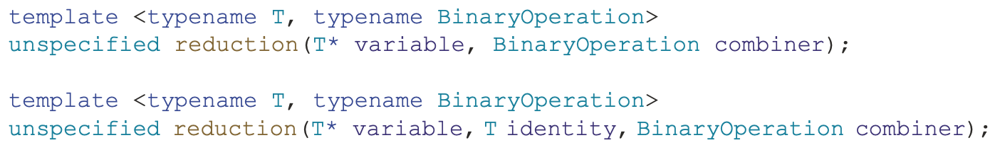 template <typename T, typename BinaryOperation>
unspecified reduction(T* variable, BinaryOperation combiner);
template <typename T, typename BinaryOperation>
unspecified reduction(T* variable, T identity, BinaryOperation combiner);